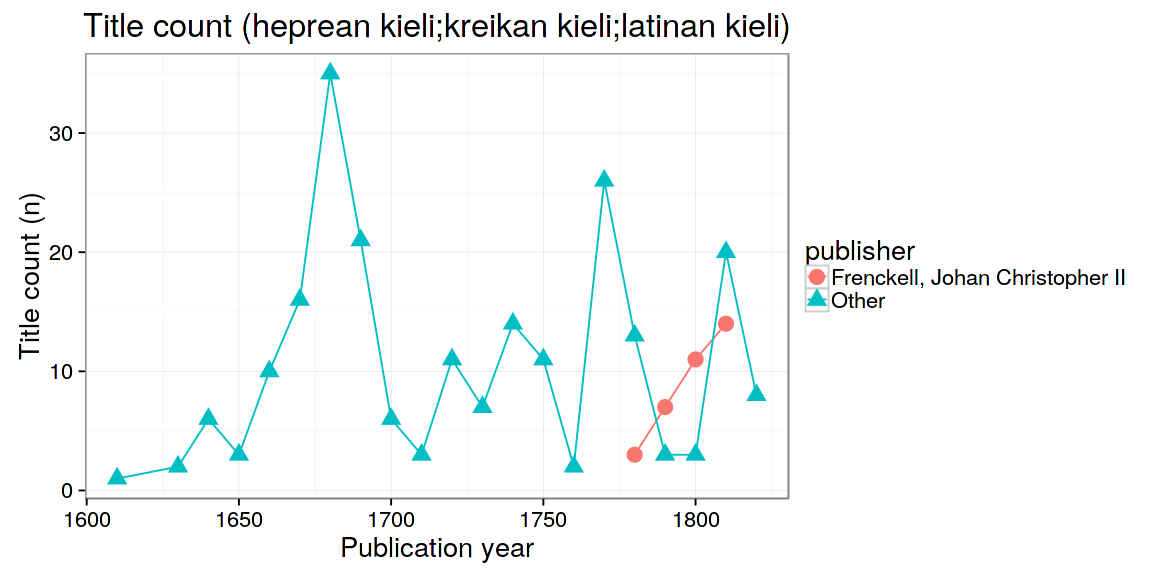 Title count (heprean kieli;kreikan kieli;latinan kieli)
Title count (n)
30
20
10
0
1600 1650 1700 1750 1800
Publication year
publisher
Frenckell, Johan Christopher II
Other